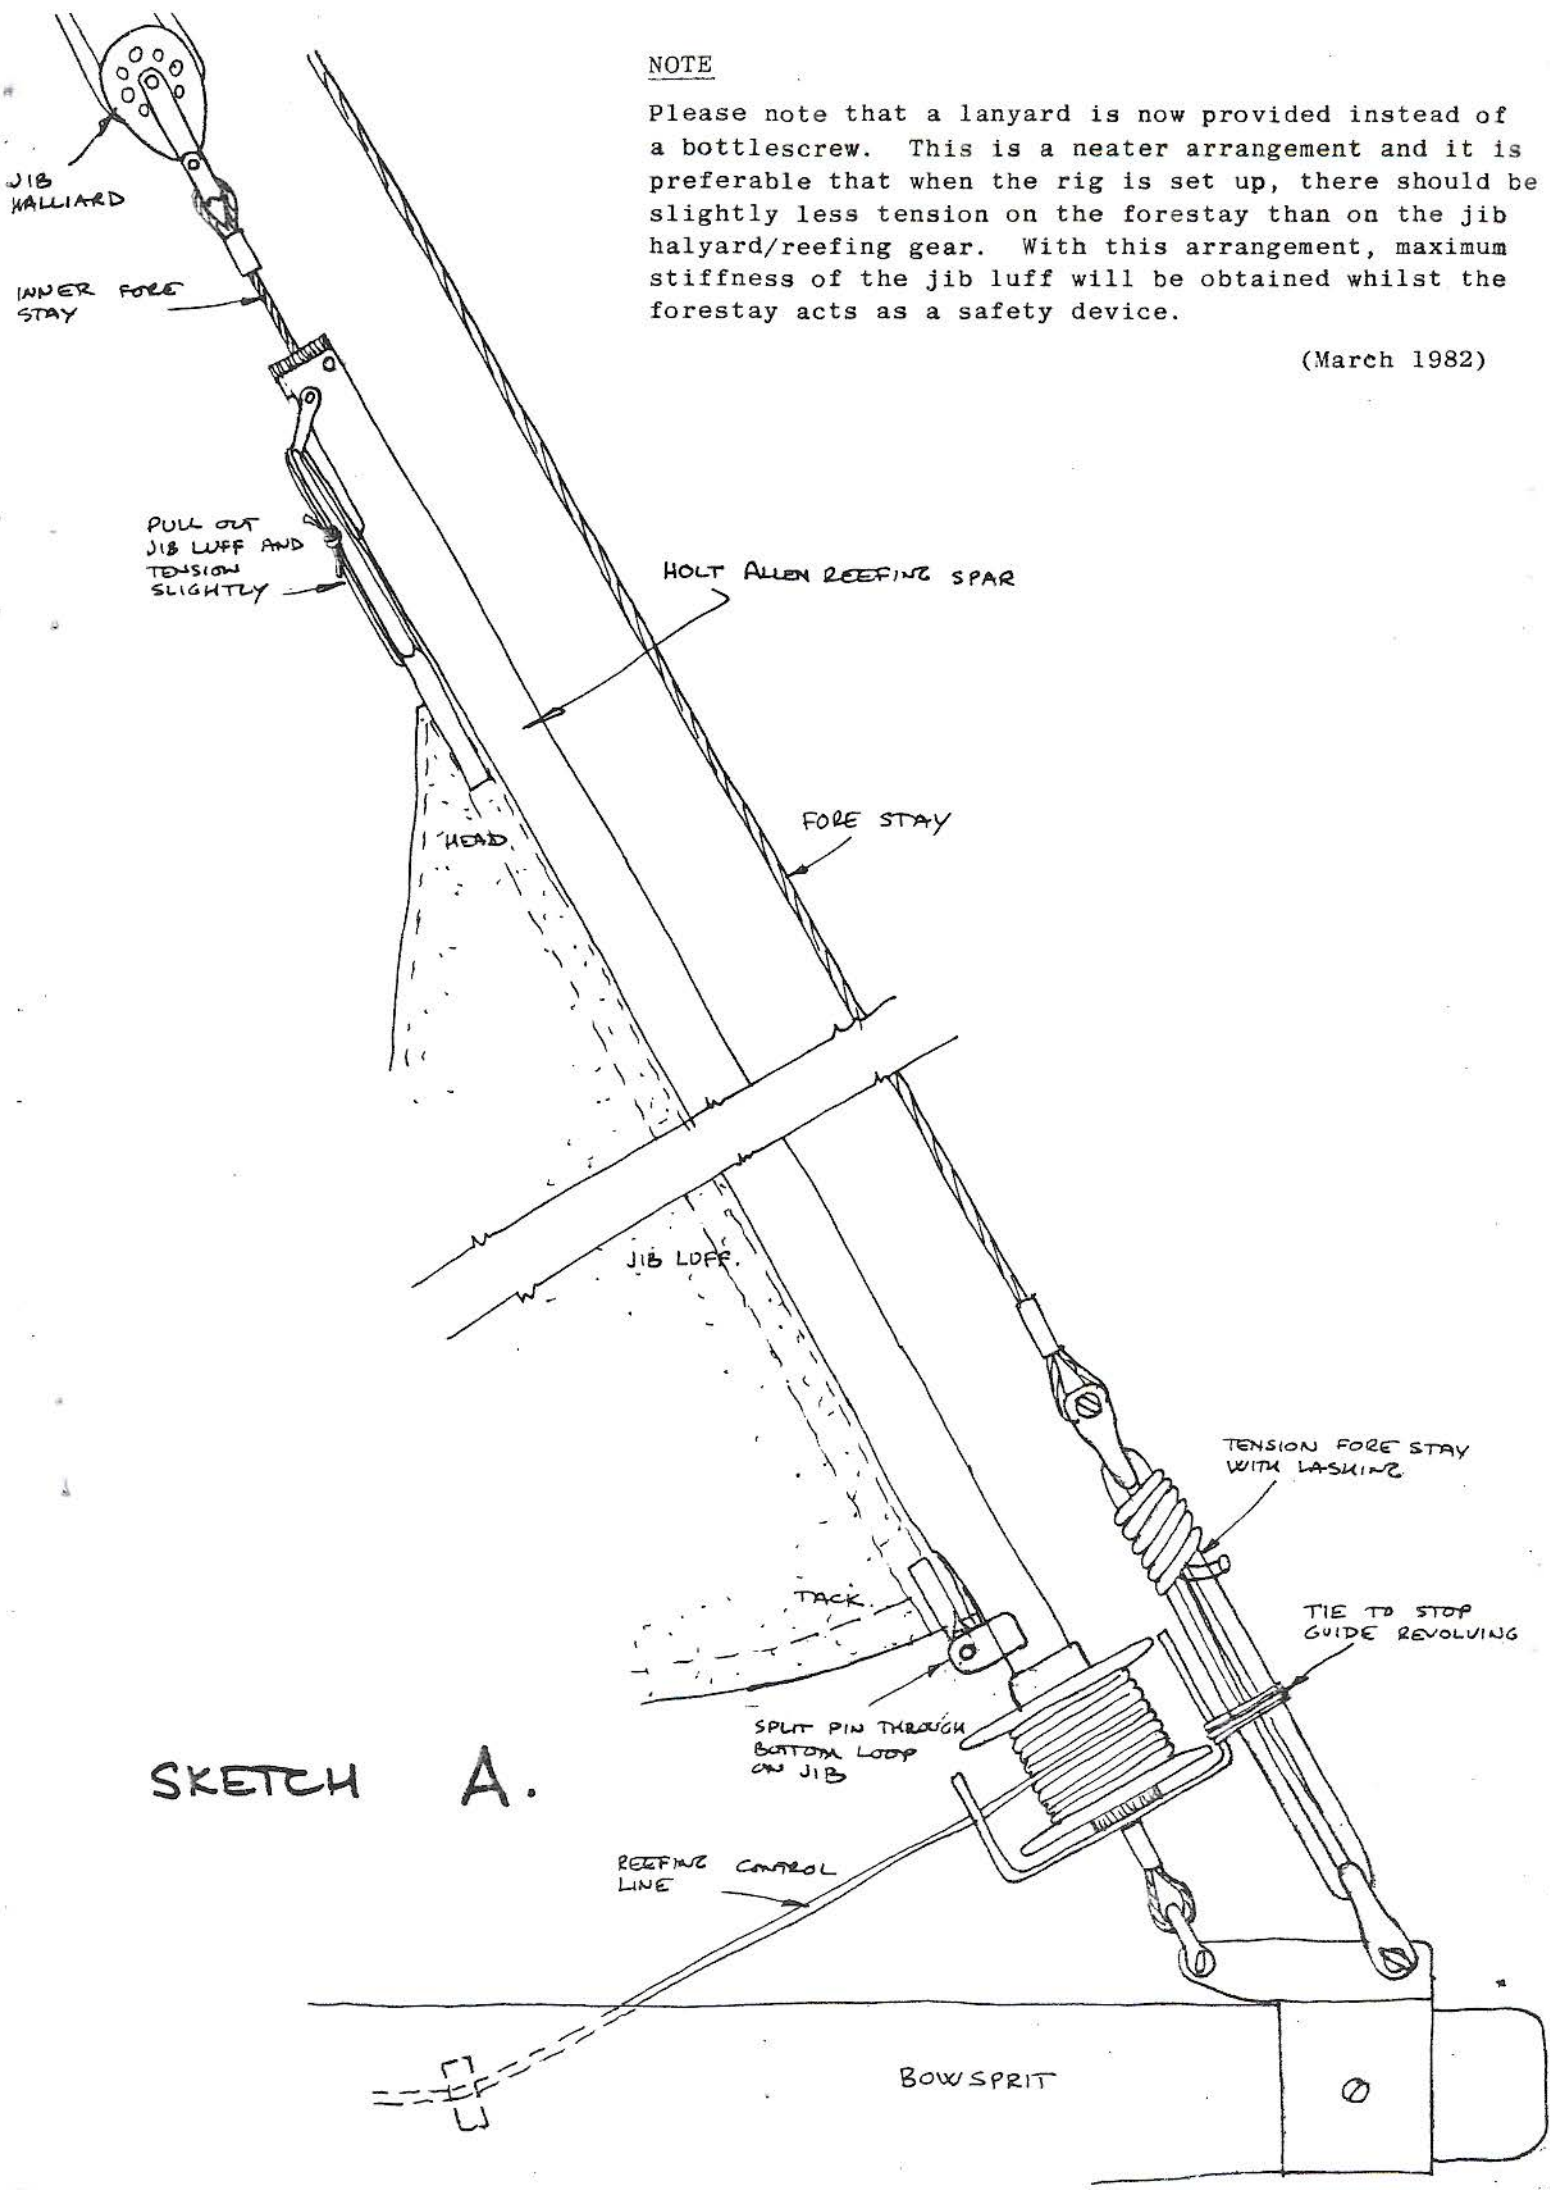 NOTE
Please note that a lanyard is now provided instead of
a bottlescrew. This is a neater arrangement and it is
preferable that when the rig is set up, there should be
slightly less tension on the forestay than on the jib
halyard/reefing gear. With this arrangement, maximum
stiffness of the jib luff will be obtained whilst the
forestay acts as a safety device.
(March 1982)
JIB
HALLIARD
INNER FORE
STAY
PULL OUT
JIB LUFF AND
TENSION
SLIGHTLY
HOLT ALLEN REEFING SPAR
HEAD
FORE STAY
JIB LUFF.
TENSION FORE STAY
WITH LASHING
TACK.
TIE TO STOP
GUIDE REVOLVING
SPLIT PIN THROUGH
BOTTOM LOOP
ON JIB
SKETCH A.
REEFING CONTROL
LINE
BOWSPRIT